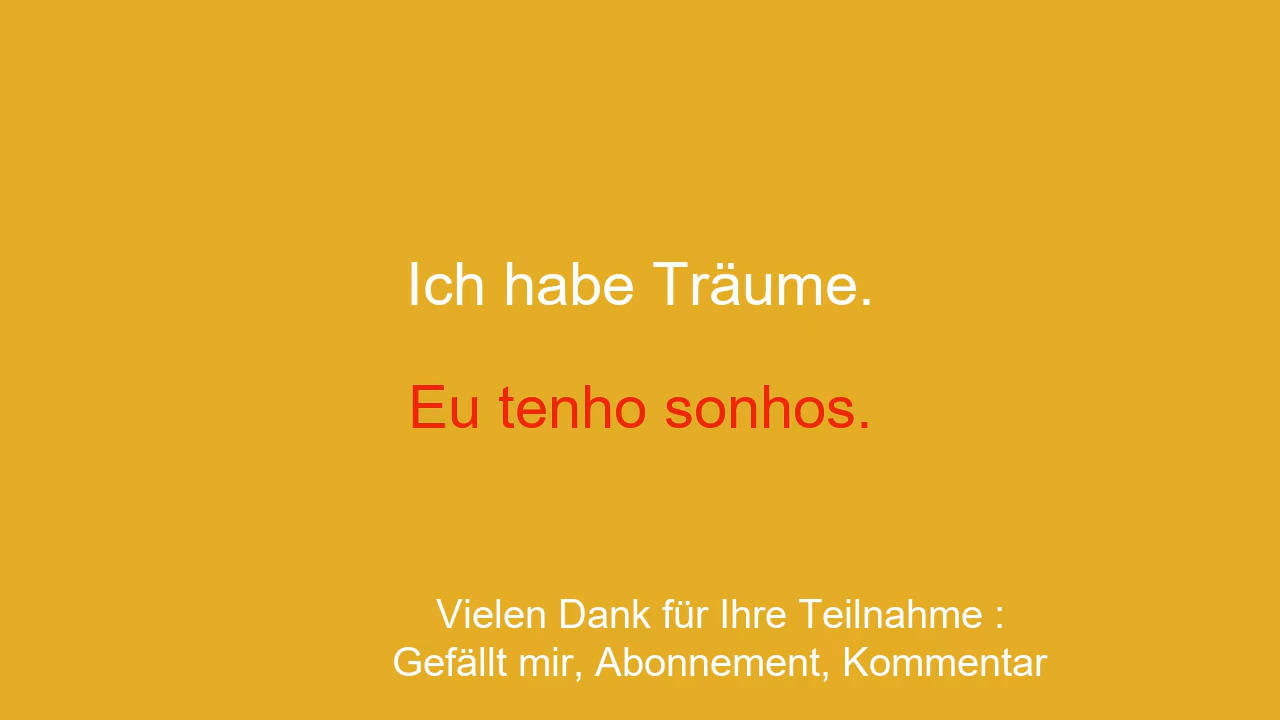 Ich habe Träume.
Eu tenho sonhos.
Vielen Dank für Ihre Teilnahme :
Gefällt mir, Abonnement, Kommentar